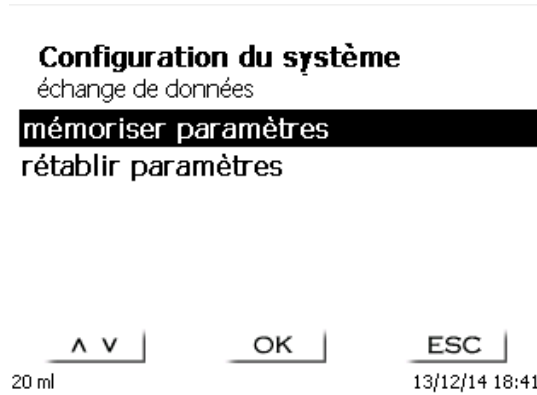 Configuration du système
échange de données
mémoriser paramètres
rétablir paramètres
∧ ∨ OK ESC
20 ml 13/12/14 18:41